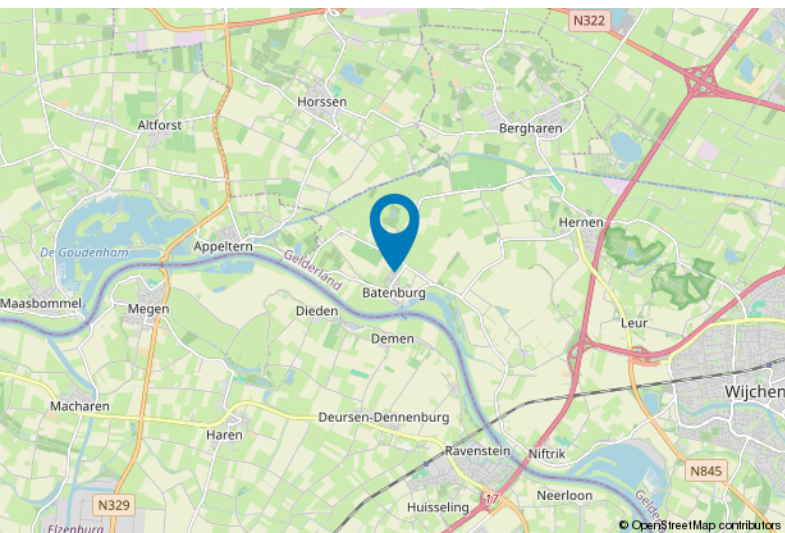 N322
Horssen
Altforst
Bergharen
Hernen
De Goudenham
Appeltern
Gelderland
Batenburg
Maasbommel
Megen
Dieden
Leur
Demen
Wijchen
Macharen
Deursen-Dennenburg
Haren
Ravenstein
Niftrik
N845
Neerloon
17
N329
Huisseling
Elzenburg
Gelde
© OpenStreetMap contributors